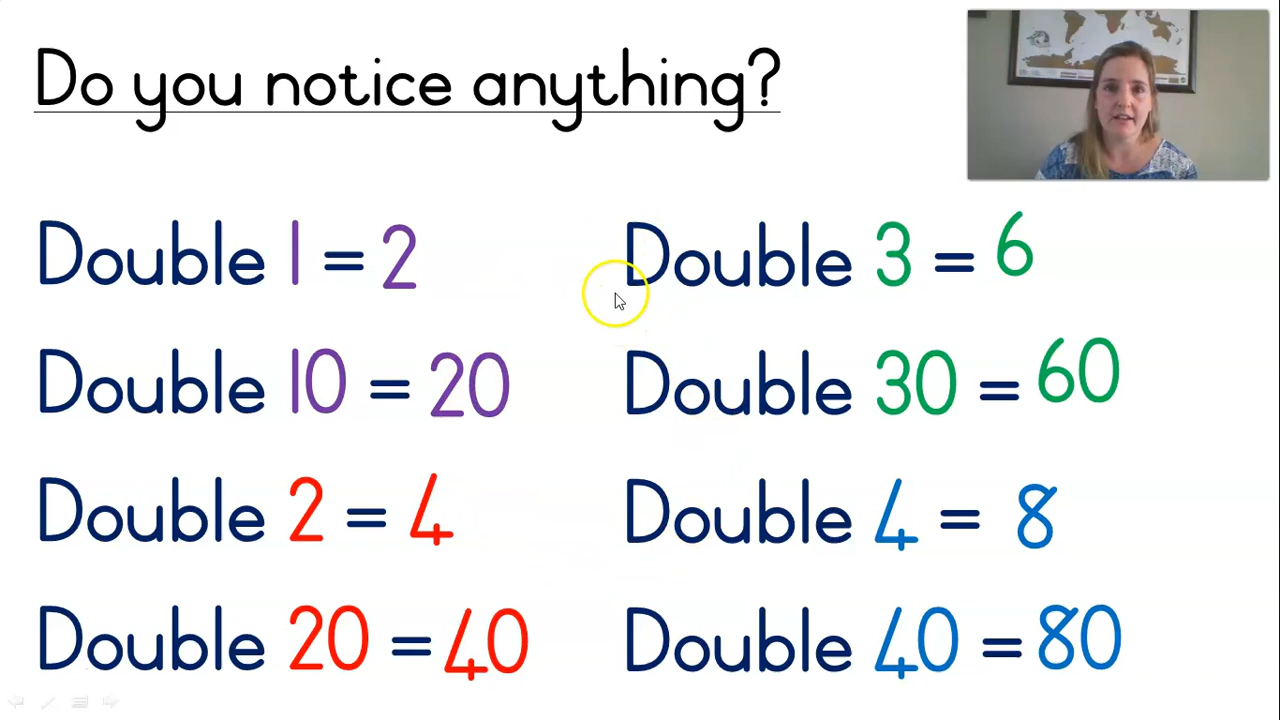 Do you notice anything?
Double 1 = 2
Double 10 = 20
Double 2 = 4
Double 20 = 40
Double 3 = 6
Double 30 = 60
Double 4 = 8
Double 40 = 80